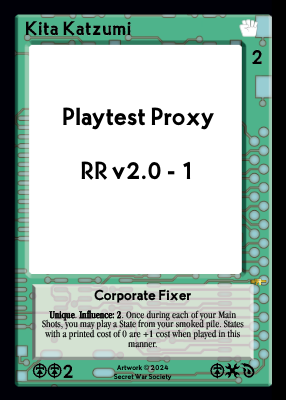 Kita Katzumi
2
Playtest Proxy
RR v2.0 - 1
Corporate Fixer
Unique. Influence: 2. Once during each of your Main
Shots, you may play a State from your smoked pile. States
with a printed cost of 0 are +1 cost when played in this
manner.
2
Artwork © 2024
Secret War Society